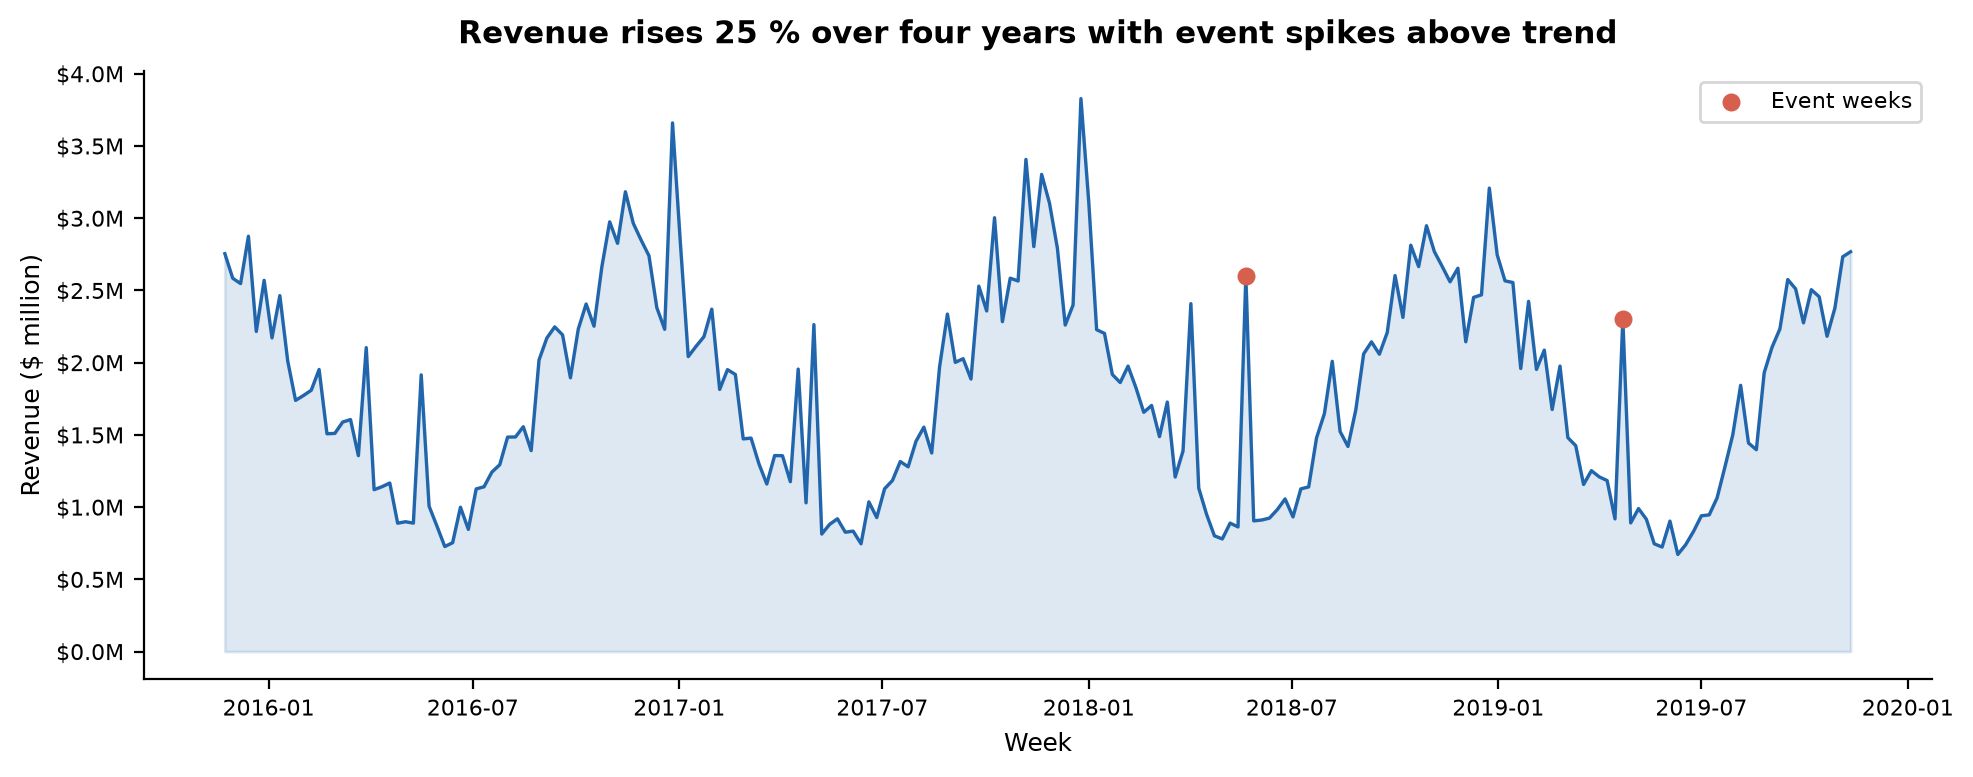 Revenue rises 25 % over four years with event spikes above trend
Event weeks
Revenue ($ million)
$4.0M
$3.5M
$3.0M
$2.5M
$2.0M
$1.5M
$1.0M
$0.5M
$0.0M
2016-01
2016-07
2017-01
2017-07
2018-01
2018-07
2019-01
2019-07
2020-01
Week